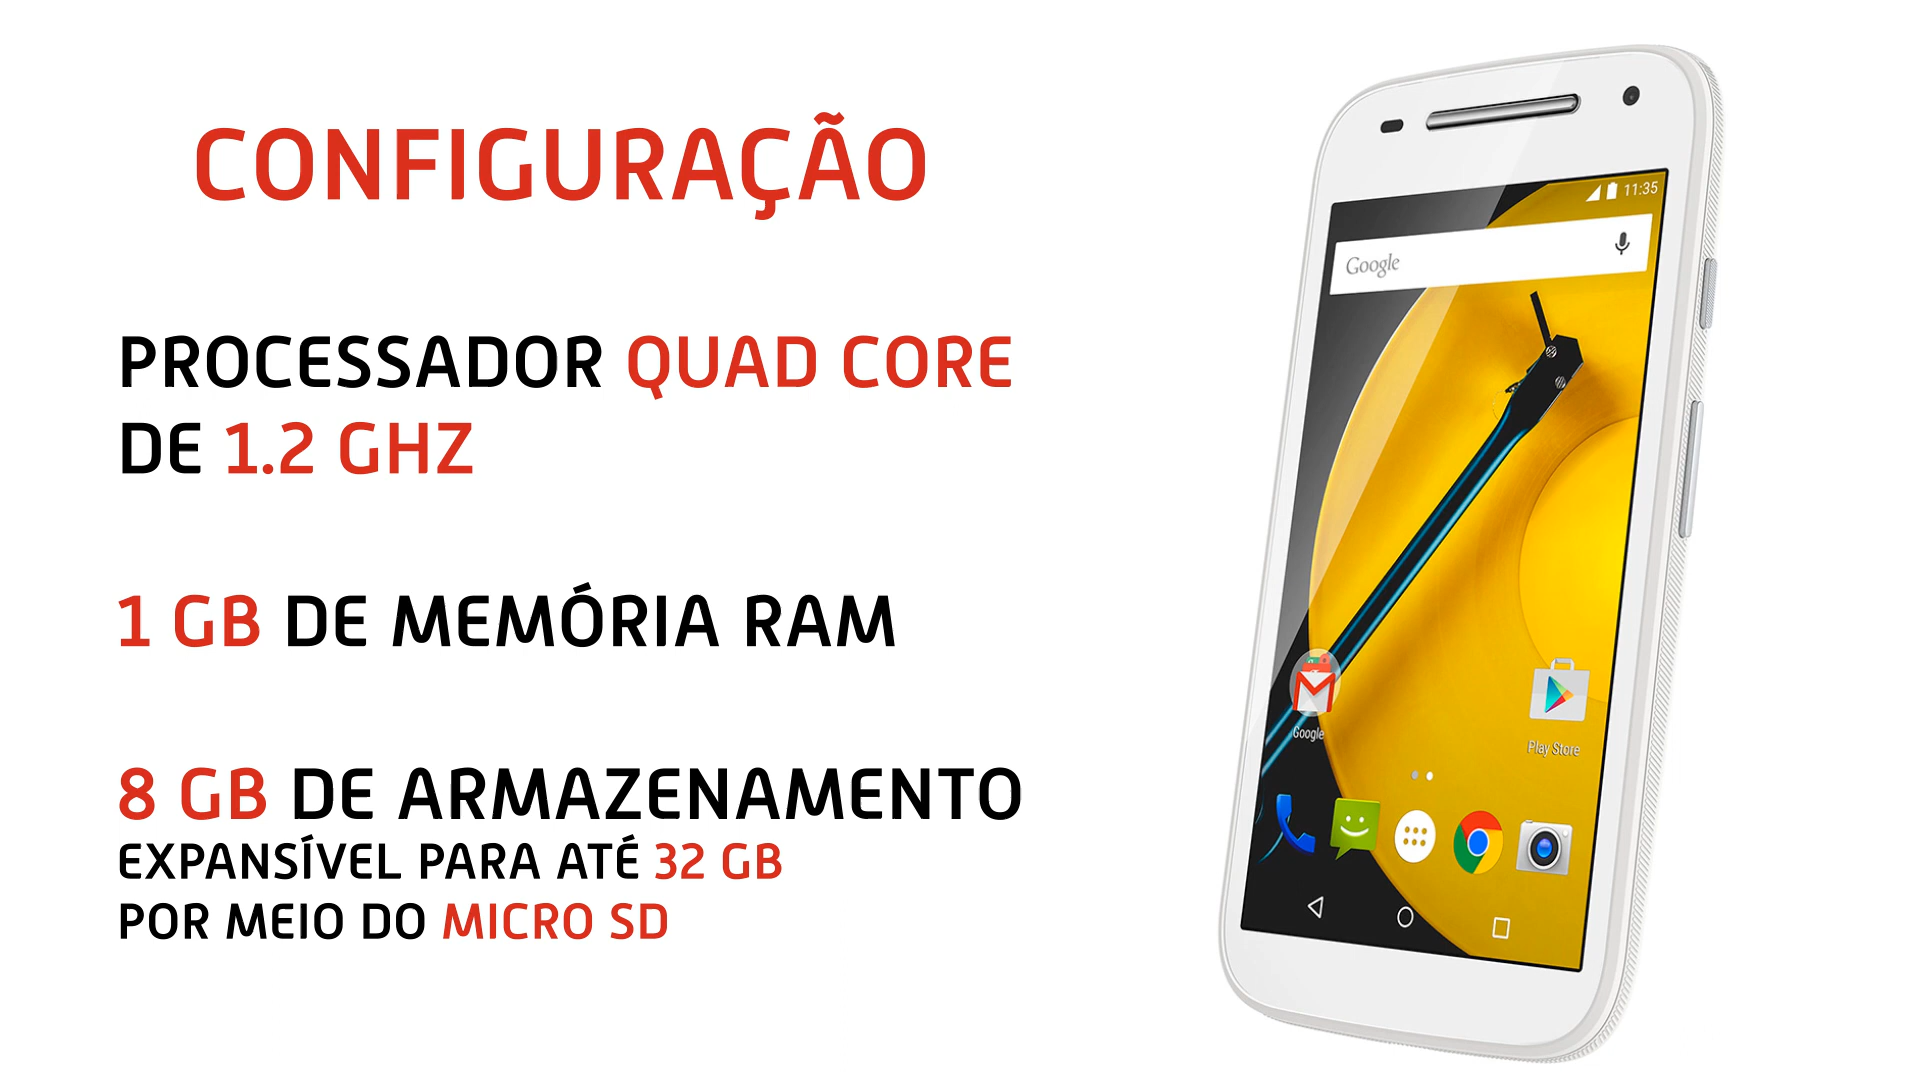 CONFIGURAÇÃO
PROCESSADOR QUAD CORE
DE 1.2 GHZ
1 GB DE MEMÓRIA RAM
8 GB DE ARMAZENAMENTO
EXPANSÍVEL PARA ATÉ 32 GB
POR MEIO DO MICRO SD
11:35
Google
Google
Play Store